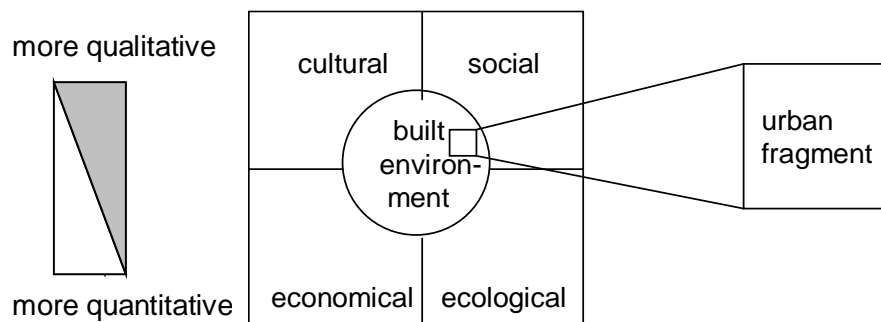 more qualitative
cultural
social
built
environ-
ment
urban
fragment
more quantitative
economical
ecological